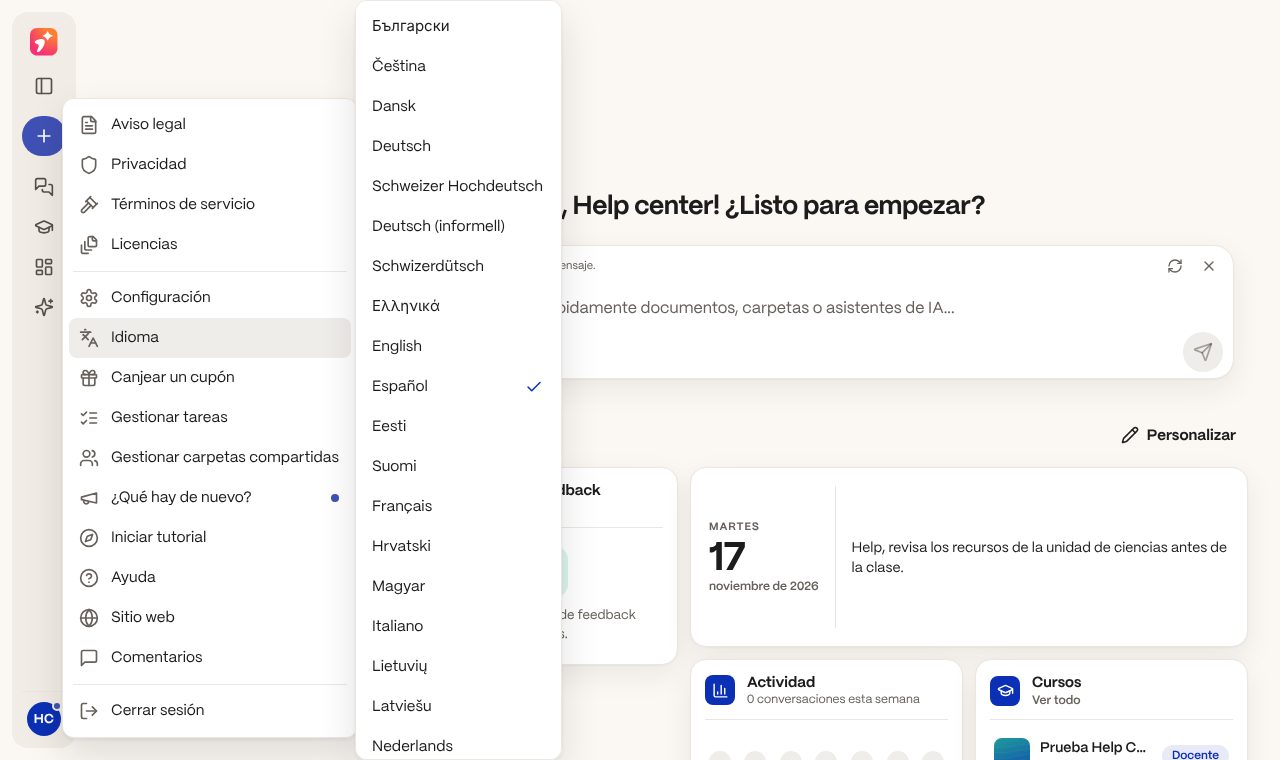 Aviso legal
Privacidad
Términos de servicio
Licencias
Configuración
Idioma
Canjear un cupón
Gestionar tareas
Gestionar carpetas compartidas
¿Qué hay de nuevo?
Iniciar tutorial
Ayuda
Sitio web
Comentarios
Cerrar sesión
HC
Български
Čeština
Dansk
Deutsch
Schweizer Hochdeutsch
Deutsch (informell)
Schwizerdütsch
Ελληνικά
English
Español
Eesti
Suomi
Français
Hrvatski
Magyar
Italiano
Lietuvių
Latviešu
Nederlands
, Help center! ¿Listo para empezar?
documentos, carpetas o asistentes de IA...
Personalizar
de feedback
MARTES
17
noviembre de 2026
Help, revisa los recursos de la unidad de ciencias antes de
la clase.
Actividad
0 conversaciones esta semana
Cursos
Ver todo
Prueba Help C...
Docente